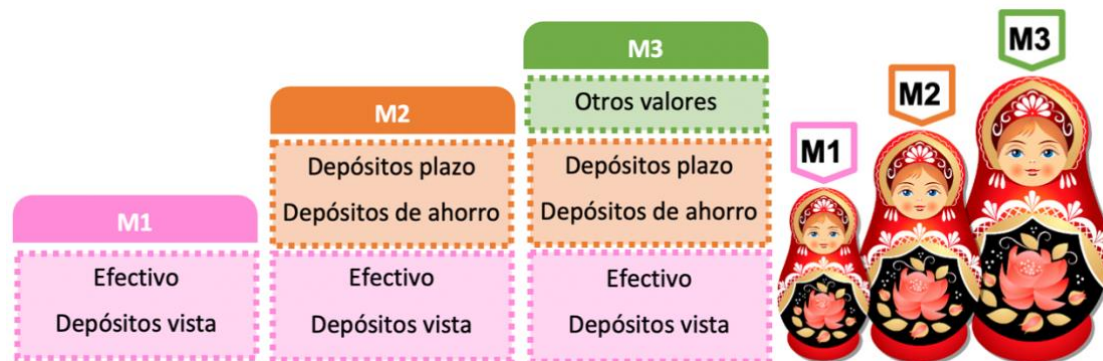 M1
Efectivo
Depósitos vista
M2
Depósitos plazo
Depósitos de ahorro
Efectivo
Depósitos vista
M3
Otros valores
Depósitos plazo
Depósitos de ahorro
Efectivo
Depósitos vista
M1
M2
M3